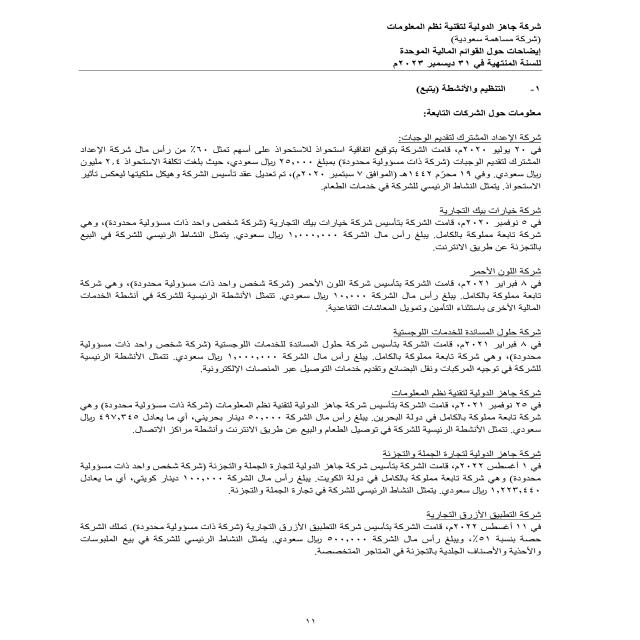 شركة جاهز الدولية لتقنية نظم المعلومات
(شركة مساهمة سعودية)
إيضاحات حول القوائم المالية الموحدة
للسنة المنتهية في ٣١ ديسمبر ٢٠٢٣م
١- التنظيم والأنشطة (يتبع)
معلومات حول الشركات التابعة:
شركة الإعداد المشترك لتقديم الوجبات:
في ٢٠ يوليو ٢٠٢٠م، قامت الشركة بتوقيع اتفاقية استحواذ للاستحواذ على أسهم تمثل ٦٠٪ من رأس مال شركة الإعداد
المشترك لتقديم الوجبات (شركة ذات مسؤولية محدودة) بمبلغ ٢٥,٠٠٠ ريال سعودي، حيث بلغت تكلفة الاستحواذ ٢.٤ مليون
ريال سعودي. وفي ١٩ محرّم ١٤٤٢هـ (الموافق ٧ سبتمبر ٢٠٢٠م)، تم تعديل عقد تأسيس الشركة وهيكل ملكيتها ليعكس تأثير
الاستحواذ. يتمثل النشاط الرئيسي للشركة في خدمات الطعام.
شركة خيارات بيك التجارية
في ٥ نوفمبر ٢٠٢٠م، قامت الشركة بتأسيس شركة خيارات بيك التجارية (شركة شخص واحد ذات مسؤولية محدودة)، وهي
شركة تابعة مملوكة بالكامل. يبلغ رأس مال الشركة ١,٠٠٠,٠٠٠ ريال سعودي. يتمثل النشاط الرئيسي للشركة في البيع
بالتجزئة عن طريق الانترنت.
شركة اللون الأحمر
في ٨ فبراير ٢٠٢١م، قامت الشركة بتأسيس شركة اللون الأحمر (شركة شخص واحد ذات مسؤولية محدودة)، وهي شركة
تابعة مملوكة بالكامل. يبلغ رأس مال الشركة ١٠,٠٠٠ ريال سعودي. تتمثل الأنشطة الرئيسية للشركة في أنشطة الخدمات
المالية الأخرى باستثناء التأمين وتمويل المعاشات التقاعدية.
شركة حلول المساندة للخدمات اللوجستية
في ٨ فبراير ٢٠٢١م، قامت الشركة بتأسيس شركة حلول المساندة للخدمات اللوجستية (شركة شخص واحد ذات مسؤولية
محدودة)، وهي شركة تابعة مملوكة بالكامل. يبلغ رأس مال الشركة ١,٠٠٠,٠٠٠ ريال سعودي. تتمثل الأنشطة الرئيسية
للشركة في توجيه المركبات ونقل البضائع وتقديم خدمات التوصيل عبر المنصات الإلكترونية.
شركة جاهز الدولية لتقنية نظم المعلومات
في ٢٥ نوفمبر ٢٠٢١م، قامت الشركة بتأسيس شركة جاهز الدولية لتقنية نظم المعلومات (شركة ذات مسؤولية محدودة) وهي
شركة تابعة مملوكة بالكامل في دولة البحرين. يبلغ رأس مال الشركة ٥٠,٠٠٠ دينار بحريني، أي ما يعادل ٤٩٧,٣٤٥ ريال
سعودي. تتمثل الأنشطة الرئيسية للشركة في توصيل الطعام والبيع عن طريق الانترنت وأنشطة مراكز الاتصال.
شركة جاهز الدولية لتجارة الجملة والتجزئة
في ١ أغسطس ٢٠٢٢م، قامت الشركة بتأسيس شركة جاهز الدولية لتجارة الجملة والتجزئة (شركة شخص واحد ذات مسؤولية
محدودة) وهي شركة تابعة مملوكة بالكامل في دولة الكويت. يبلغ رأس مال الشركة ١٠٠,٠٠٠ دينار كويتي، أي ما يعادل
١,٢٢٣,٤٤٠ ريال سعودي. يتمثل النشاط الرئيسي للشركة في تجارة الجملة والتجزئة.
شركة التطبيق الأزرق التجارية
في ١١ أغسطس ٢٠٢٢م، قامت الشركة بتأسيس شركة التطبيق الأزرق التجارية (شركة ذات مسؤولية محدودة). تملك الشركة
حصة بنسبة ٥١٪، ويبلغ رأس مال الشركة ٥٠٠,٠٠٠ ريال سعودي. يتمثل النشاط الرئيسي للشركة في بيع الملبوسات
والأحذية والأصناف الجلدية بالتجزئة في المتاجر المتخصصة.
١١